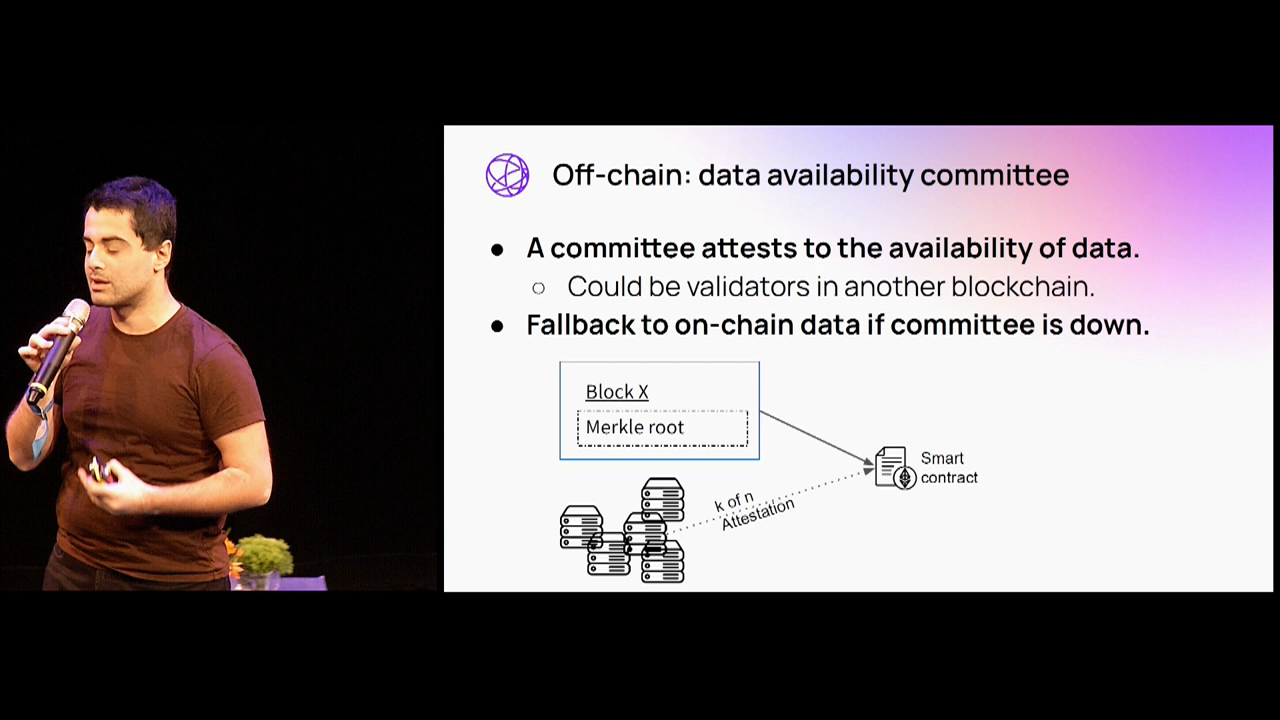 Off-chain: data availability committee
● A committee attests to the availability of data.
○ Could be validators in another blockchain.
● Fallback to on-chain data if committee is down.
Block X
Merkle root
Smart
contract
k of n
Attestation